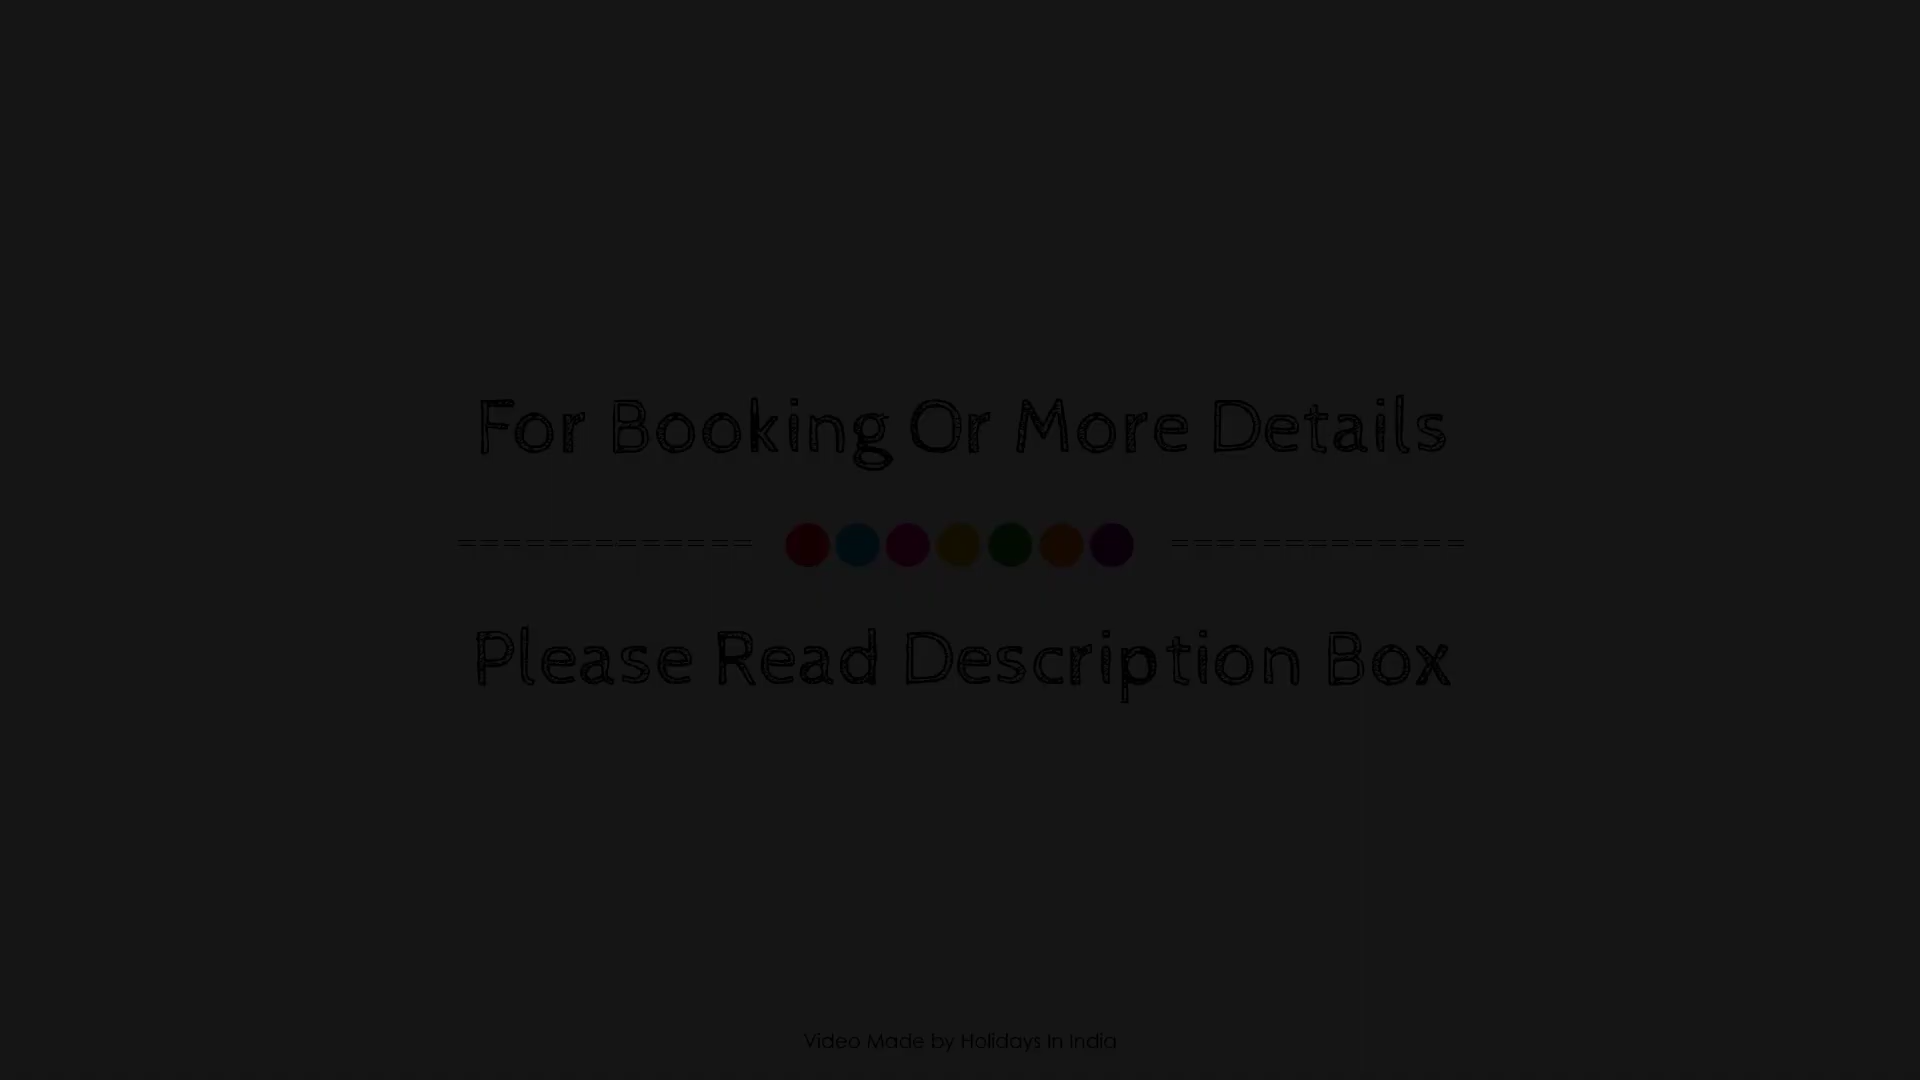 For Booking Or More Details
============= =============
Please Read Description Box
Video Made by Holidays In India